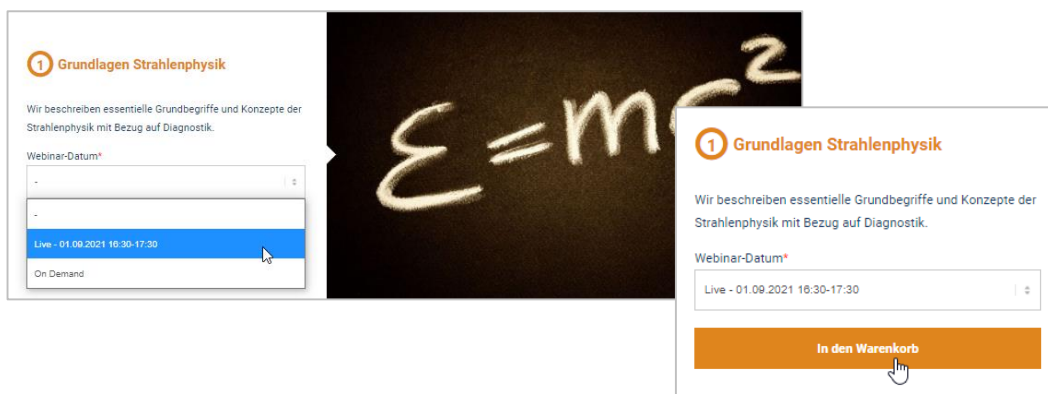 1 Grundlagen Strahlenphysik
Wir beschreiben essentielle Grundbegriffe und Konzepte der
Strahlenphysik mit Bezug auf Diagnostik.
Webinar-Datum*
-
-
Live - 01.09.2021 16:30-17:30
On Demand
E=mc²
1 Grundlagen Strahlenphysik
Wir beschreiben essentielle Grundbegriffe und Konzepte der
Strahlenphysik mit Bezug auf Diagnostik.
Webinar-Datum*
Live - 01.09.2021 16:30-17:30
In den Warenkorb